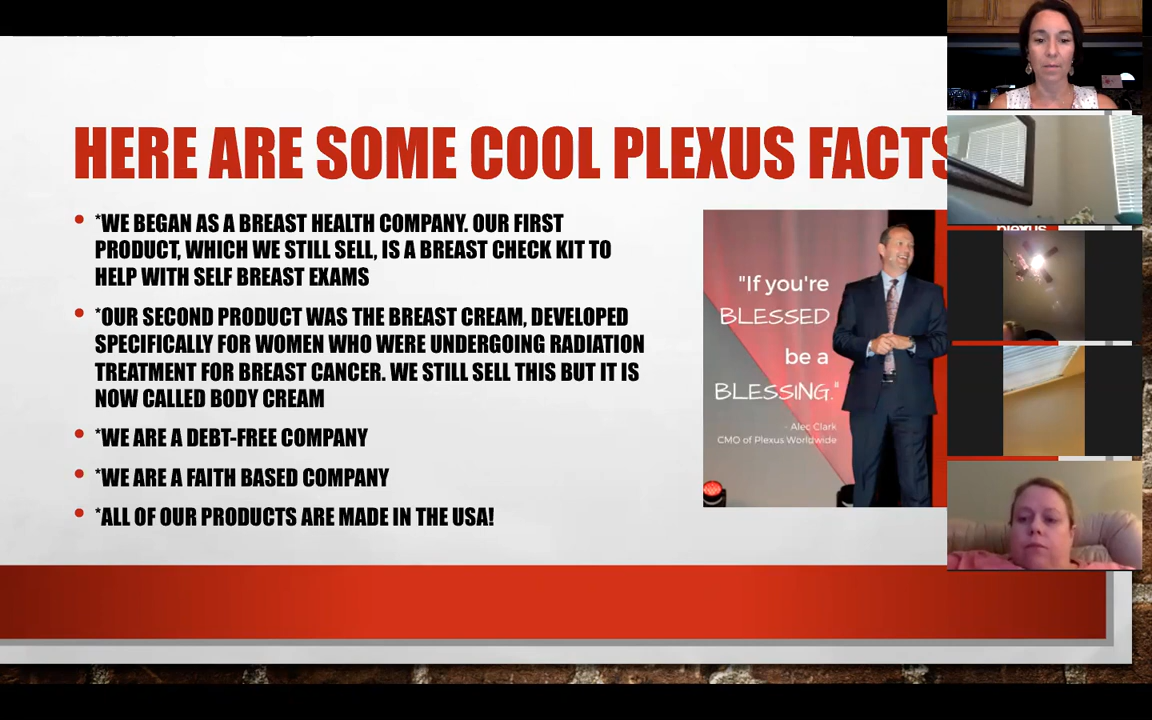 HERE ARE SOME COOL PLEXUS FACTS
*WE BEGAN AS A BREAST HEALTH COMPANY. OUR FIRST
PRODUCT, WHICH WE STILL SELL, IS A BREAST CHECK KIT TO
HELP WITH SELF BREAST EXAMS
*OUR SECOND PRODUCT WAS THE BREAST CREAM, DEVELOPED
SPECIFICALLY FOR WOMEN WHO WERE UNDERGOING RADIATION
TREATMENT FOR BREAST CANCER. WE STILL SELL THIS BUT IT IS
NOW CALLED BODY CREAM
*WE ARE A DEBT-FREE COMPANY
*WE ARE A FAITH BASED COMPANY
*ALL OF OUR PRODUCTS ARE MADE IN THE USA!
"If you're
BLESSED
be a
BLESSING."
- Alec Clark
CMO of Plexus Worldwide
plexus